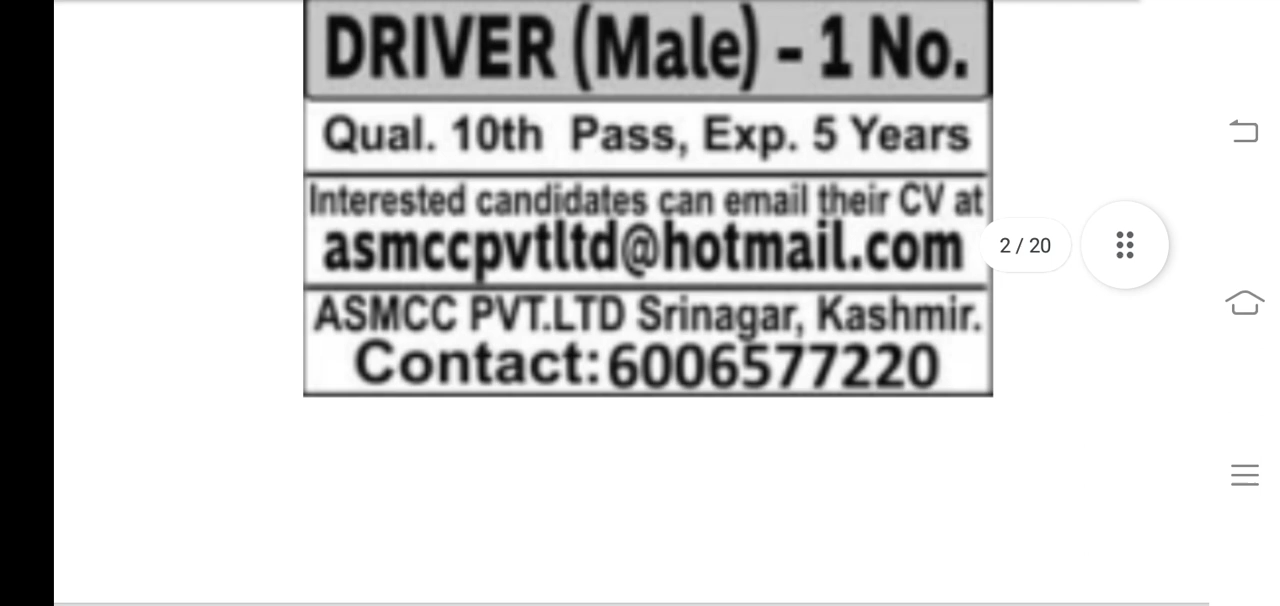 DRIVER (Male) - 1 No.
Qual. 10th Pass, Exp. 5 Years
Interested candidates can email their CV at
asmccpvtltd@hotmail.com
2 / 20
ASMCC PVT.LTD Srinagar, Kashmir.
Contact: 6006577220